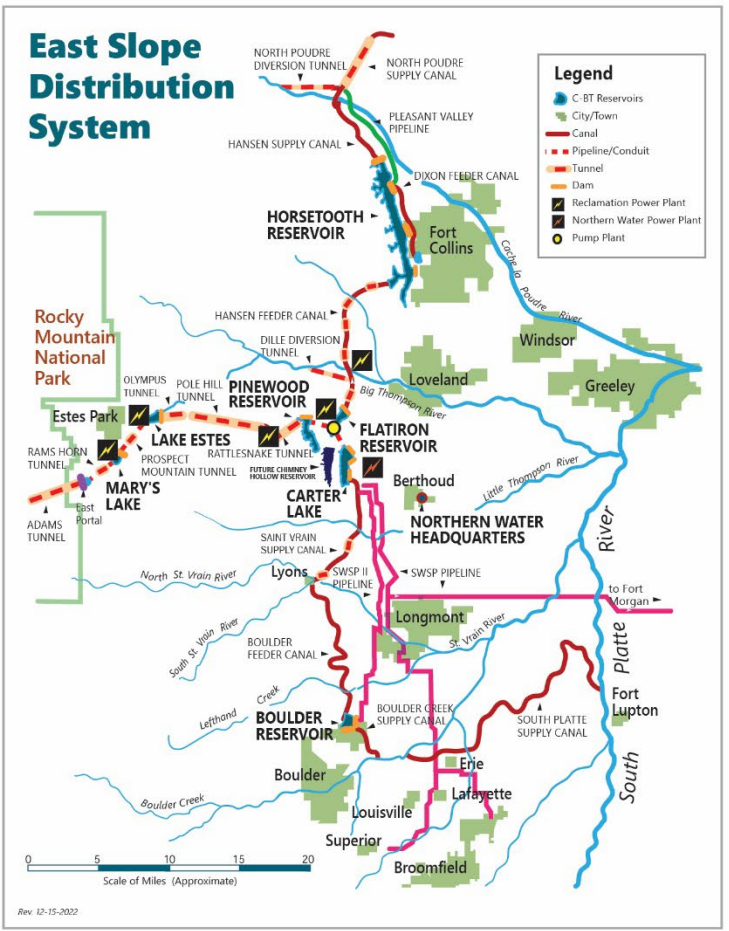 East Slope
Distribution
System
NORTH POUDRE
DIVERSION TUNNEL
NORTH POUDRE
SUPPLY CANAL
PLEASANT VALLEY
PIPELINE
HANSEN SUPPLY CANAL
DIXON FEEDER CANAL
Legend
C-BT Reservoirs
City/Town
Canal
Pipeline/Conduit
Tunnel
Dam
Reclamation Power Plant
Northern Water Power Plant
Pump Plant
HORSETOOTH
RESERVOIR
Fort
Collins
Cache la Poudre River
Rocky
Mountain
National
Park
HANSEN FEEDER CANAL
DILLE DIVERSION
TUNNEL
Windsor
Loveland
Greeley
Big Thompson River
OLYMPUS
TUNNEL
POLE HILL
TUNNEL
PINEWOOD
RESERVOIR
Estes Park
LAKE ESTES
FLATIRON
RESERVOIR
RAMS HORN
TUNNEL
PROSPECT
MOUNTAIN TUNNEL
RATTLESNAKE TUNNEL
FUTURE CHIMNEY
HOLLOW RESERVOIR
MARY'S
LAKE
East
Portal
ADAMS
TUNNEL
CARTER
LAKE
Berthoud
Little Thompson River
NORTHERN WATER
HEADQUARTERS
SAINT VRAIN
SUPPLY CANAL
North St. Vrain River
Lyons
SWSP II
PIPELINE
SWSP PIPELINE
to Fort
Morgan
South St. Vrain River
Longmont
St. Vrain River
BOULDER
FEEDER CANAL
Lefthand Creek
BOULDER
RESERVOIR
BOULDER CREEK
SUPPLY CANAL
SOUTH PLATTE
SUPPLY CANAL
Fort
Lupton
South Platte River
Boulder
Erie
Lafayette
Boulder Creek
Louisville
Superior
Broomfield
0 5 10 15 20
Scale of Miles (Approximate)
Rev 12-15-2022